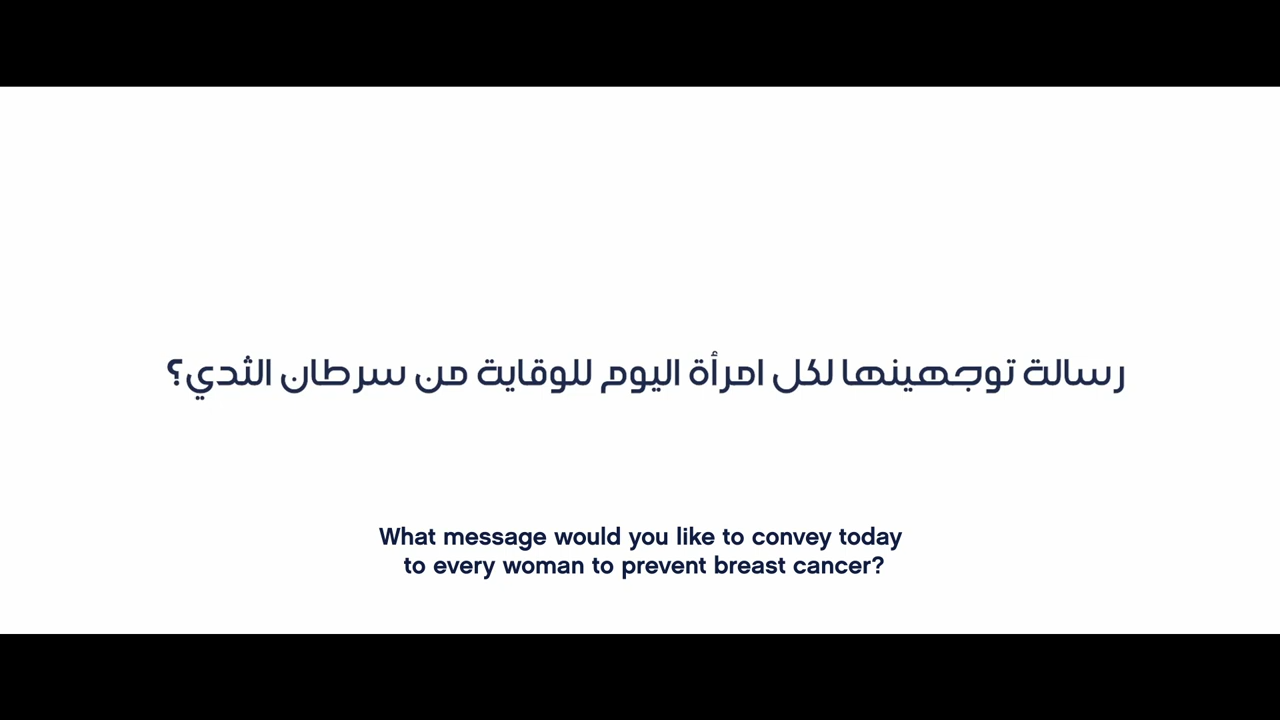 رسالة توجهينها لكل امرأة اليوم للوقاية من سرطان الثدي؟
What message would you like to convey today
to every woman to prevent breast cancer?